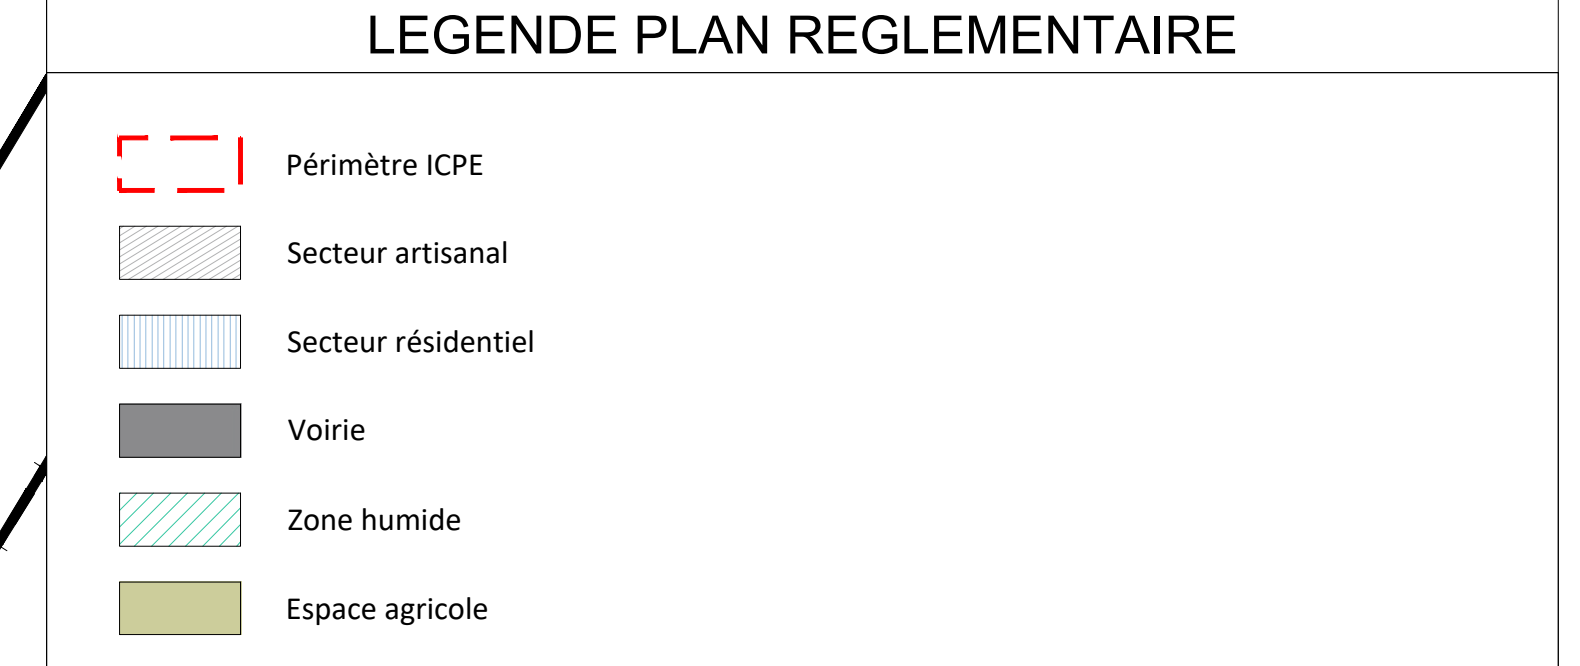 LEGENDE PLAN REGLEMENTAIRE
Périmètre ICPE
Secteur artisanal
Secteur résidentiel
Voirie
Zone humide
Espace agricole